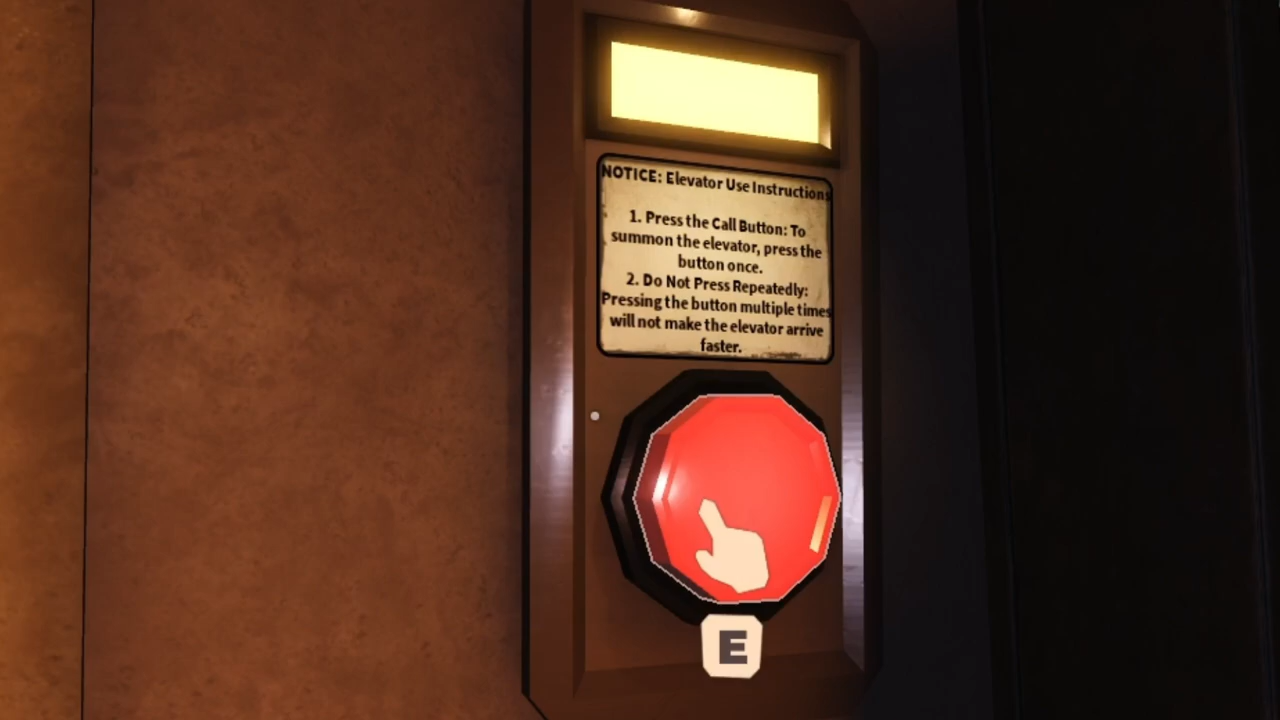 NOTICE: Elevator Use Instructions
1. Press the Call Button: To
summon the elevator, press the
button once.
2. Do Not Press Repeatedly:
Pressing the button multiple times
will not make the elevator arrive
faster.
E